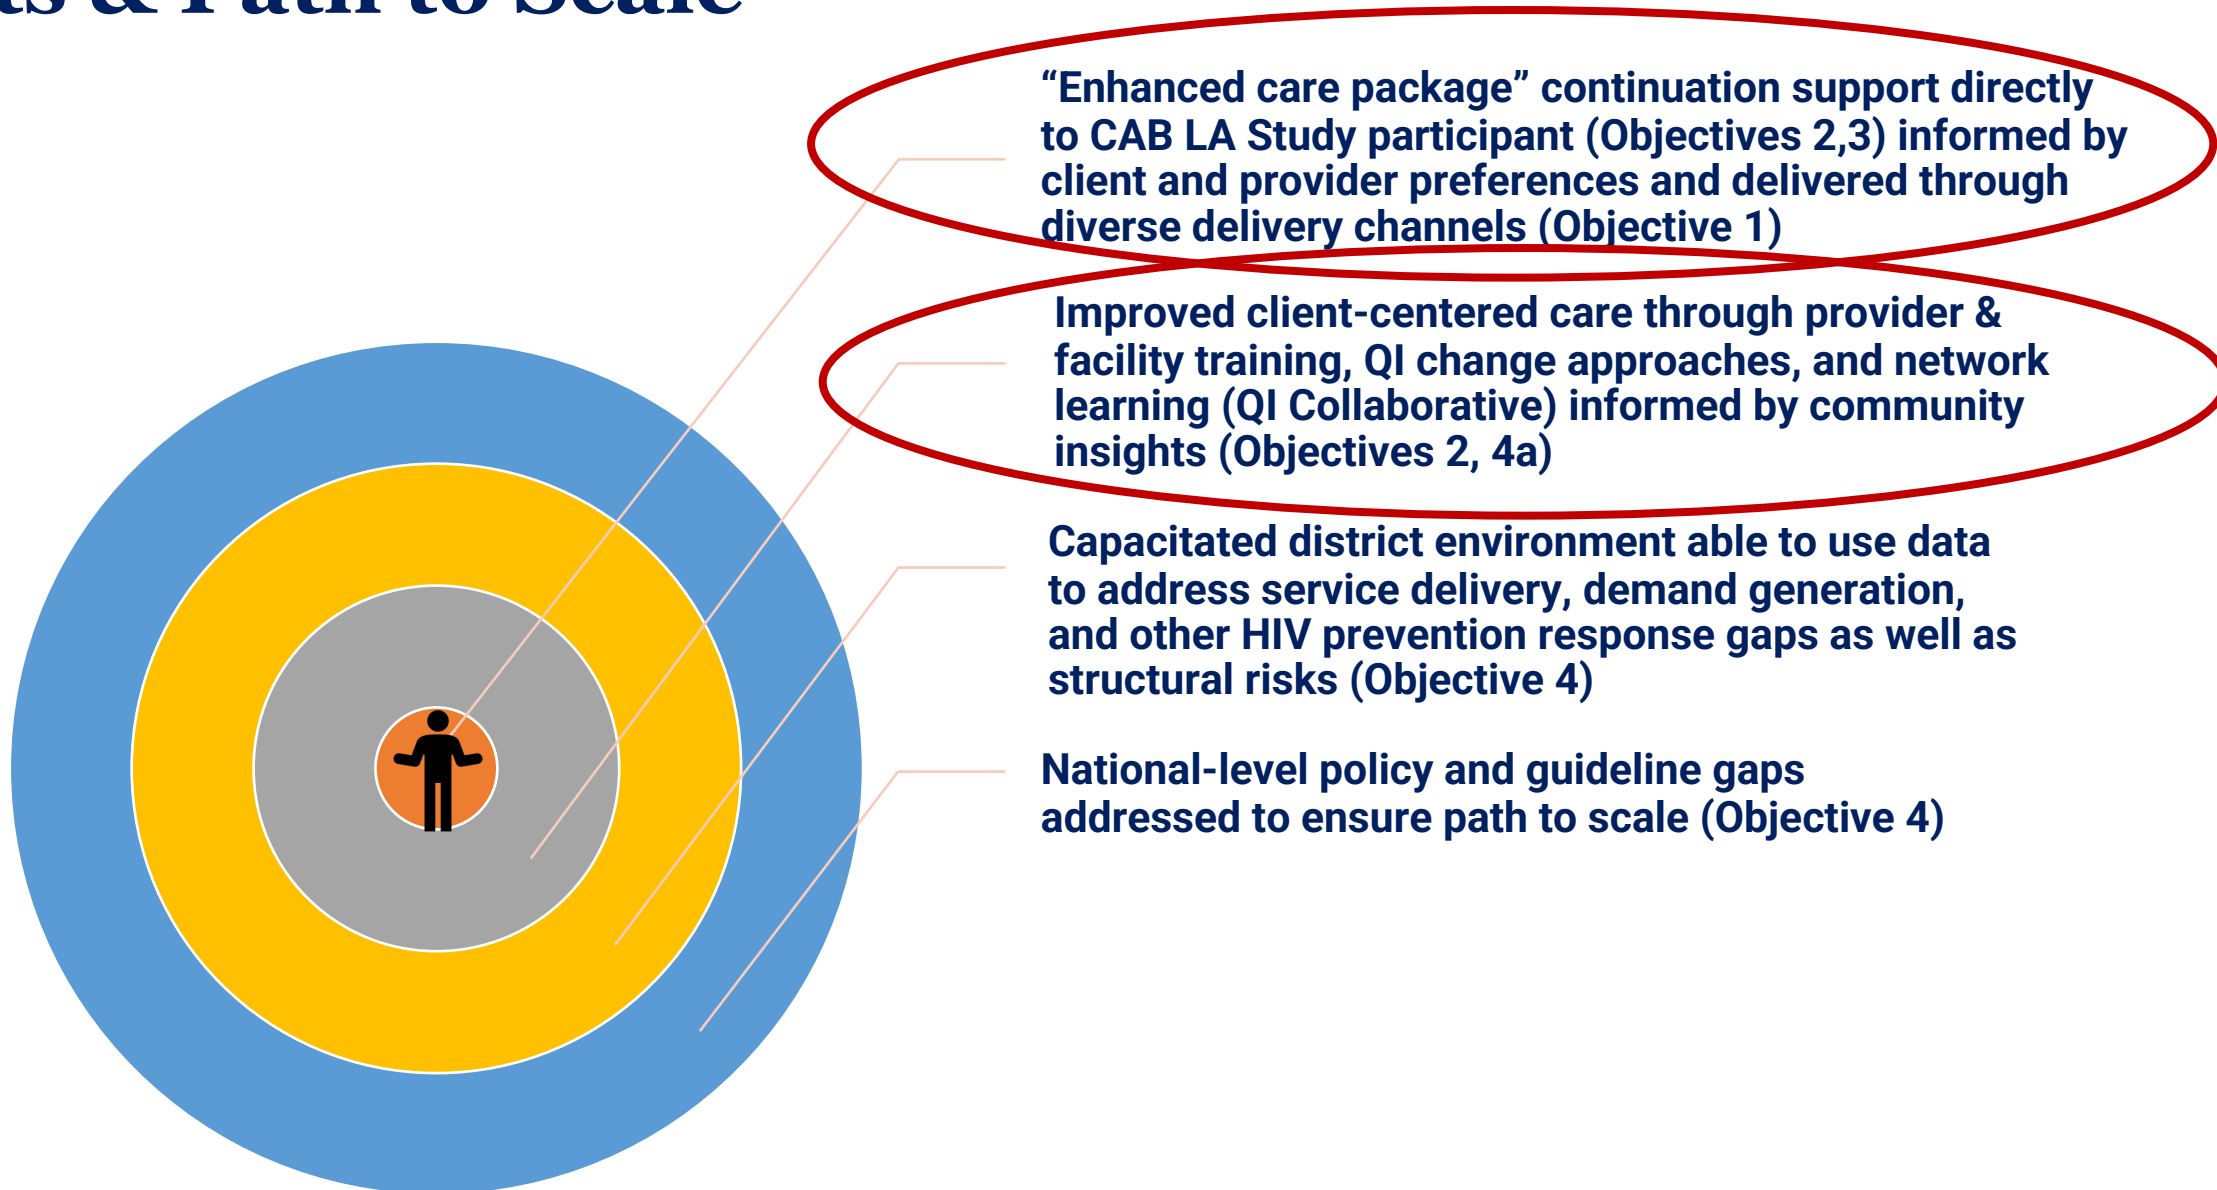 & Path to Scale
“Enhanced care package” continuation support directly
to CAB LA Study participant (Objectives 2,3) informed by
client and provider preferences and delivered through
diverse delivery channels (Objective 1)
Improved client-centered care through provider &
facility training, QI change approaches, and network
learning (QI Collaborative) informed by community
insights (Objectives 2, 4a)
Capacitated district environment able to use data
to address service delivery, demand generation,
and other HIV prevention response gaps as well as
structural risks (Objective 4)
National-level policy and guideline gaps
addressed to ensure path to scale (Objective 4)